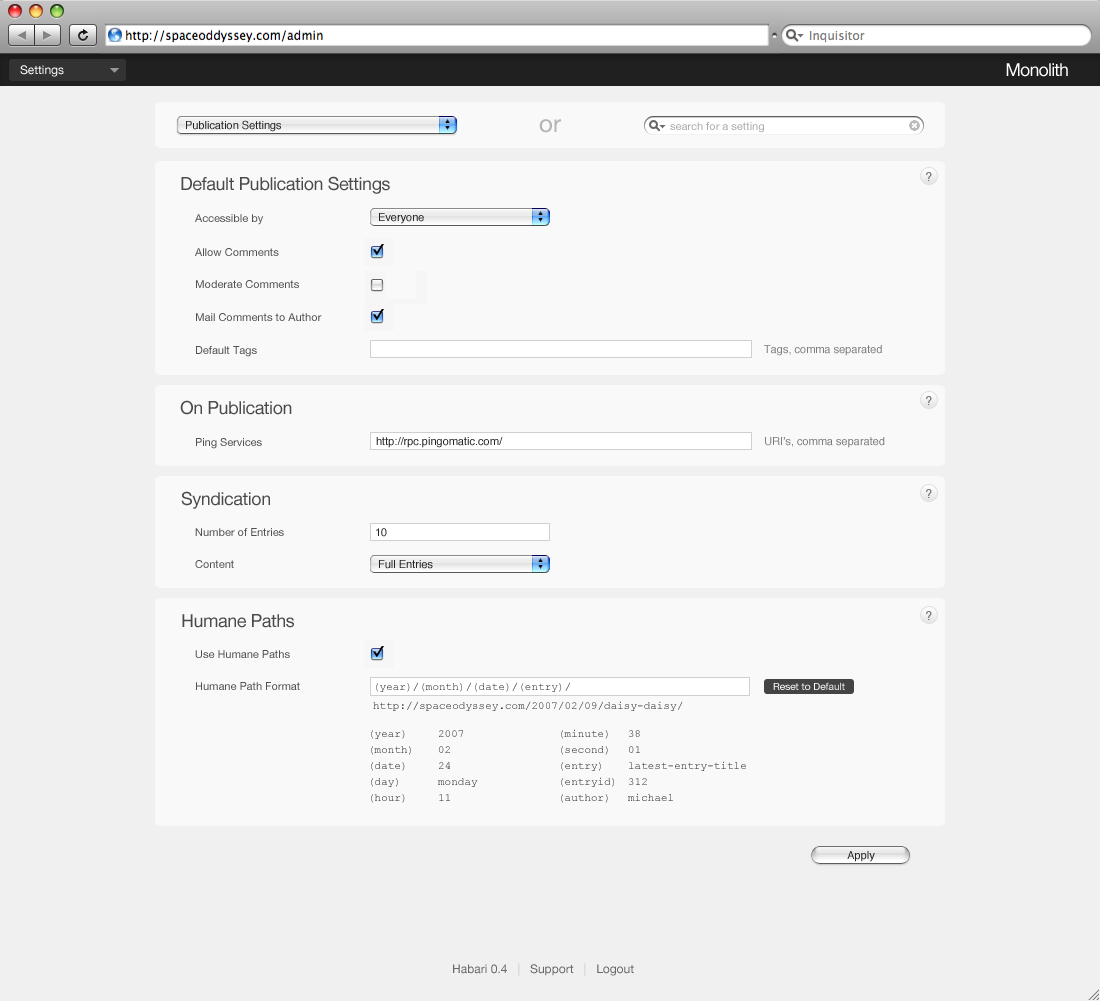 http://spaceoddyssey.com/admin
Inquisitor
Settings
Monolith
Publication Settings
or
search for a setting
Default Publication Settings
?
Accessible by
Everyone
Allow Comments
Moderate Comments
Mail Comments to Author
Default Tags
Tags, comma separated
On Publication
?
Ping Services
http://rpc.pingomatic.com/
URI's, comma separated
Syndication
?
Number of Entries
10
Content
Full Entries
Humane Paths
?
Use Humane Paths
Humane Path Format
(year)/(month)/(date)/(entry)/
Reset to Default
http://spaceodyssey.com/2007/02/09/daisy-daisy/
(year) 2007 (minute) 38
(month) 02 (second) 01
(date) 24 (entry) latest-entry-title
(day) monday (entryid) 312
(hour) 11 (author) michael
Apply
Habari 0.4 | Support | Logout